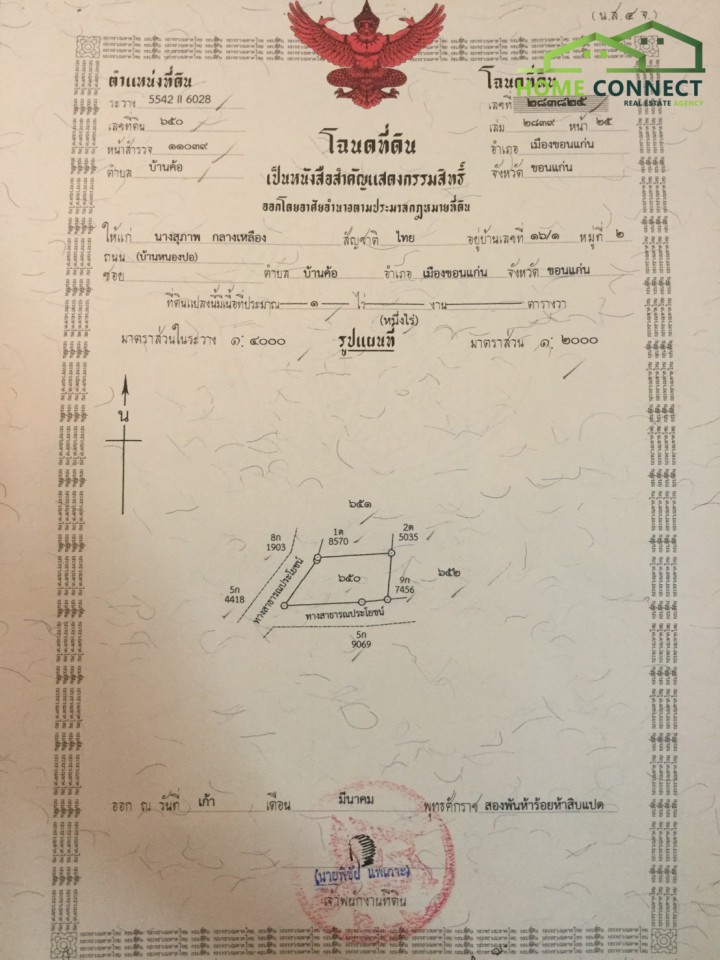 (น.ส.๔ จ.)
HOME CONNECT
REAL ESTATE AGENCY
ตำแหน่งที่ดิน
ระวาง 5542 II 6028
เลขที่ดิน ๖๕๐
หน้าสำรวจ ๑๑๐๓๙
ตำบล บ้านค้อ
โฉนดที่ดิน
เลขที่ ๒๘๓๘๒๕
เล่ม ๒๘๓๙ หน้า ๒๕
อำเภอ เมืองขอนแก่น
จังหวัด ขอนแก่น
โฉนดที่ดิน
เป็นหนังสือสำคัญแสดงกรรมสิทธิ์
ออกโดยอาศัยอำนาจตามประมวลกฎหมายที่ดิน
ให้แก่ นางสุภาพ กลางเหลือง สัญชาติ ไทย อยู่บ้านเลขที่ ๑๖/๑ หมู่ที่ ๒
ถนน (บ้านหนองปอ)
ซอย ตำบล บ้านค้อ อำเภอ เมืองขอนแก่น จังหวัด ขอนแก่น
ที่ดินแปลงนี้มีเนื้อที่ประมาณ ๑ ไร่ งาน ตารางวา
(หนึ่งไร่)
มาตราส่วนในระวาง ๑: ๔๐๐๐ รูปแผนที่ มาตราส่วน ๑: ๒๐๐๐
น
๖๕๑
8ก
1903
1ต
8570
2ต
5035
5ก
4418
ทางสาธารณประโยชน์
๖๕๐
9ก
7456
๖๕๒
ทางสาธารณประโยชน์
5ก
9069
ออก ณ วันที่ เก้า เดือน มีนาคม พุทธศักราช สองพันห้าร้อยห้าสิบแปด
เจ้าพนักงานที่ดิน